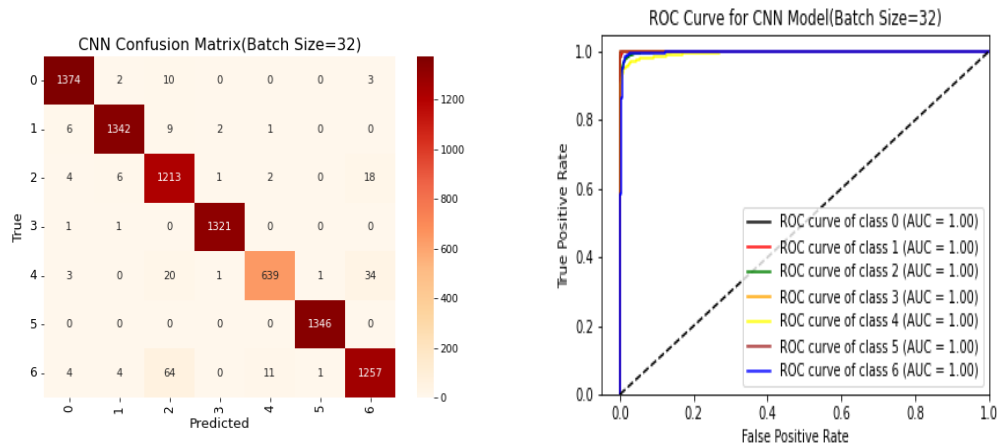 CNN Confusion Matrix(Batch Size=32)
0 1374 2 10 0 0 0 3
1 6 1342 9 2 1 0 0
2 4 6 1213 1 2 0 18
3 1 1 0 1321 0 0 0
4 3 0 20 1 639 1 34
5 0 0 0 0 0 1346 0
6 4 4 64 0 11 1 1257
0 1 2 3 4 5 6
Predicted
True
1200
1000
800
600
400
200
0
ROC Curve for CNN Model(Batch Size=32)
1.0
0.8
0.6
0.4
0.2
0.0
True Positive Rate
ROC curve of class 0 (AUC = 1.00)
ROC curve of class 1 (AUC = 1.00)
ROC curve of class 2 (AUC = 1.00)
ROC curve of class 3 (AUC = 1.00)
ROC curve of class 4 (AUC = 1.00)
ROC curve of class 5 (AUC = 1.00)
ROC curve of class 6 (AUC = 1.00)
0.0 0.2 0.4 0.6 0.8 1.0
False Positive Rate